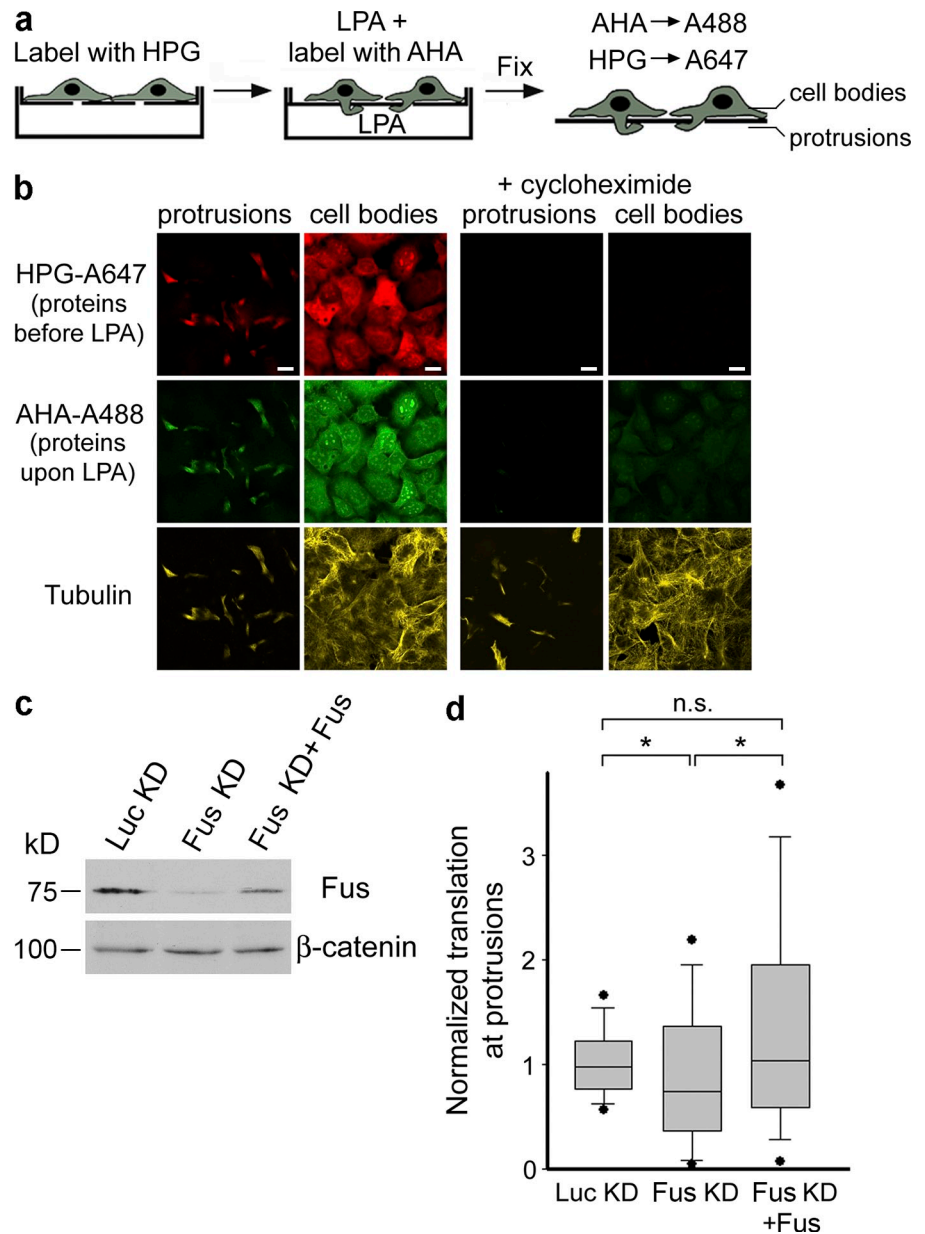 a
Label with HPG
LPA +
label with AHA
LPA
Fix
AHA→A488
HPG→A647
cell bodies
protrusions
b
+ cycloheximide
protrusions cell bodies protrusions cell bodies
HPG-A647
(proteins
before LPA)
AHA-A488
(proteins
upon LPA)
Tubulin
c
Luc KD
Fus KD
Fus KD+ Fus
kD
75
Fus
100
β-catenin
d
n.s.
* *
Normalized translation
at protrusions
3
2
1
0
Luc KD Fus KD Fus KD
+Fus